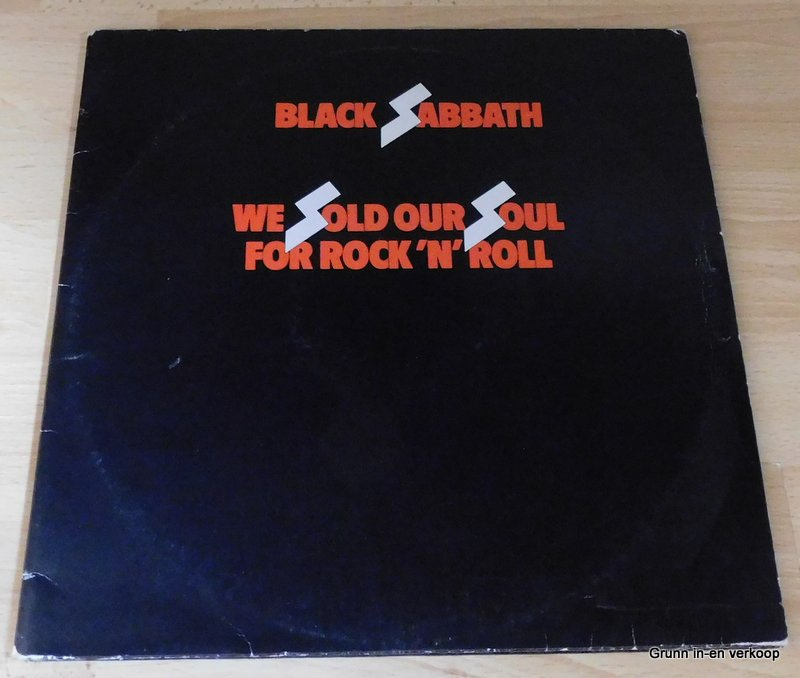 BLACK SABBATH
WE SOLD OUR SOUL
FOR ROCK 'N' ROLL
Grunn in-en verkoop